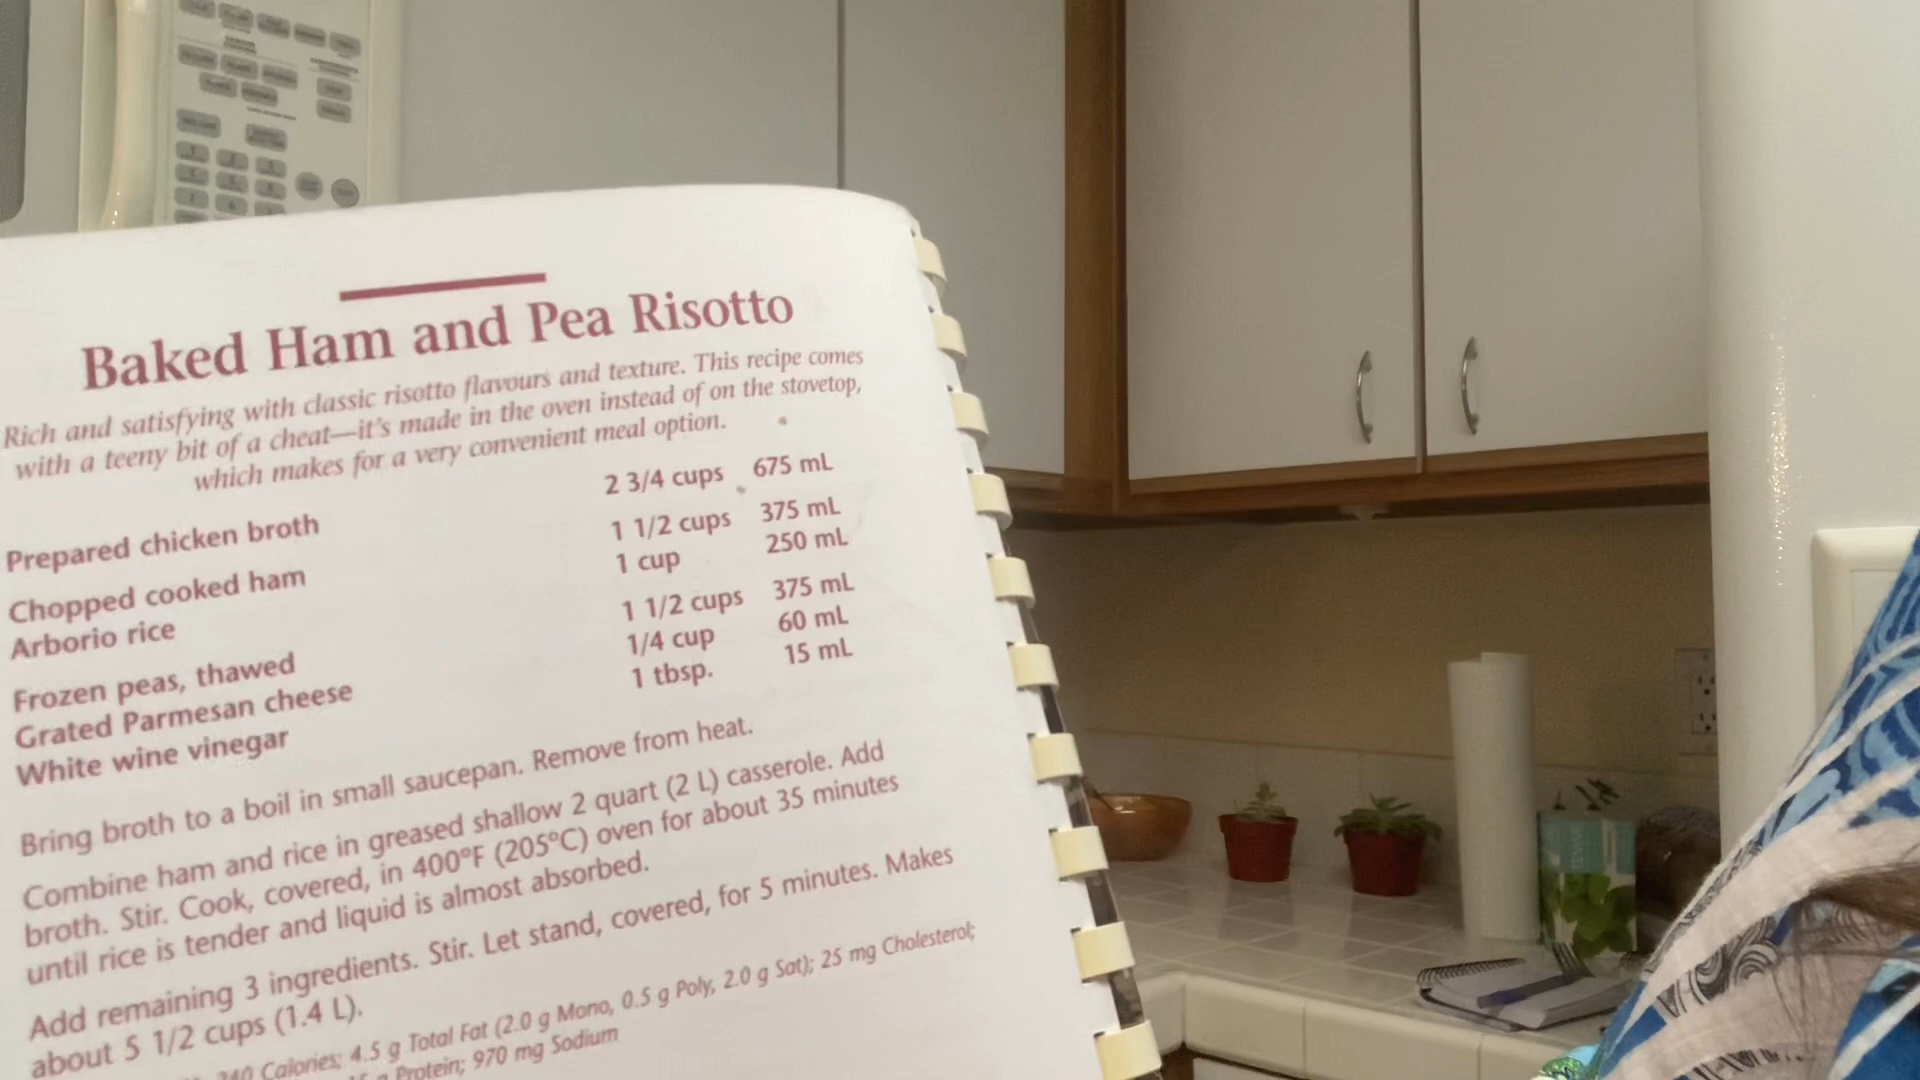 Baked Ham and Pea Risotto
Rich and satisfying with classic risotto flavours and texture. This recipe comes
with a teeny bit of a cheat—it's made in the oven instead of on the stovetop,
which makes for a very convenient meal option.
Prepared chicken broth 2 3/4 cups 675 mL
Chopped cooked ham 1 1/2 cups 375 mL
Arborio rice 1 cup 250 mL
Frozen peas, thawed 1 1/2 cups 375 mL
Grated Parmesan cheese 1/4 cup 60 mL
White wine vinegar 1 tbsp. 15 mL
Bring broth to a boil in small saucepan. Remove from heat.
Combine ham and rice in greased shallow 2 quart (2 L) casserole. Add
broth. Stir. Cook, covered, in 400°F (205°C) oven for about 35 minutes
until rice is tender and liquid is almost absorbed.
Add remaining 3 ingredients. Stir. Let stand, covered, for 5 minutes. Makes
about 5 1/2 cups (1.4 L).
Calories; 4.5 g Total Fat (2.0 g Mono, 0.5 g Poly, 2.0 g Sat); 25 mg Cholesterol;
Protein; 970 mg Sodium